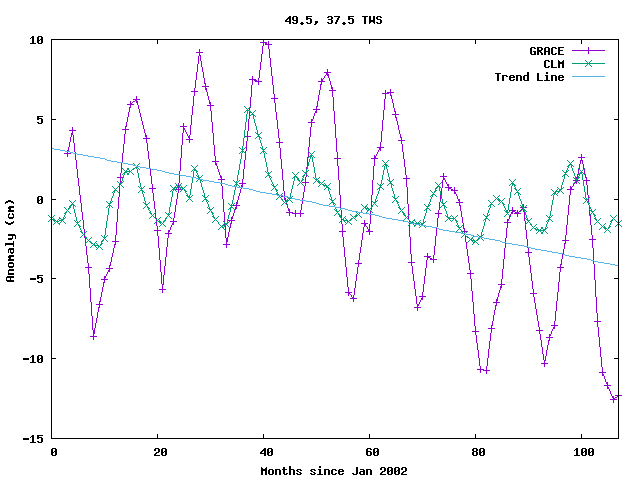 49.5, 37.5 TWS
GRACE
CLM
Trend Line
10
5
0
-5
-10
-15
Anomaly (cm)
0 20 40 60 80 100
Months since Jan 2002